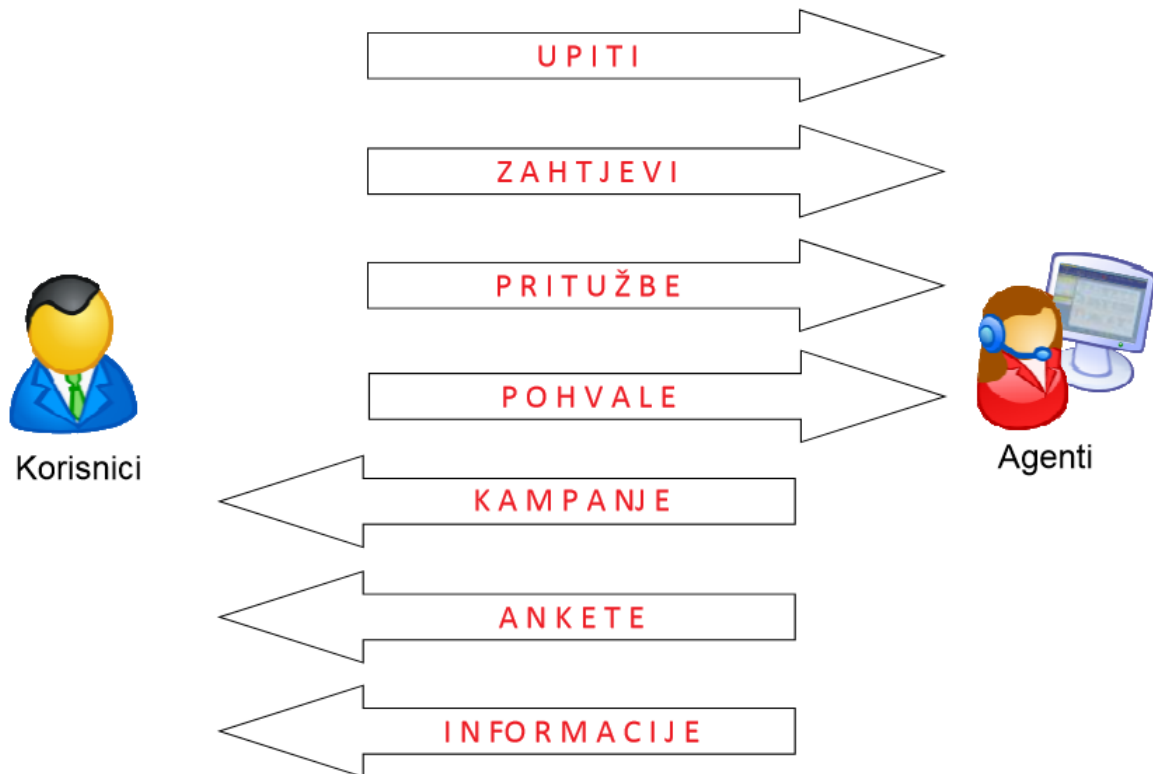 UPITI
ZAHTJEVI
PRITUŽBE
POHVALE
Korisnici
Agenti
KAMPANJE
ANKETE
INFORMACIJE